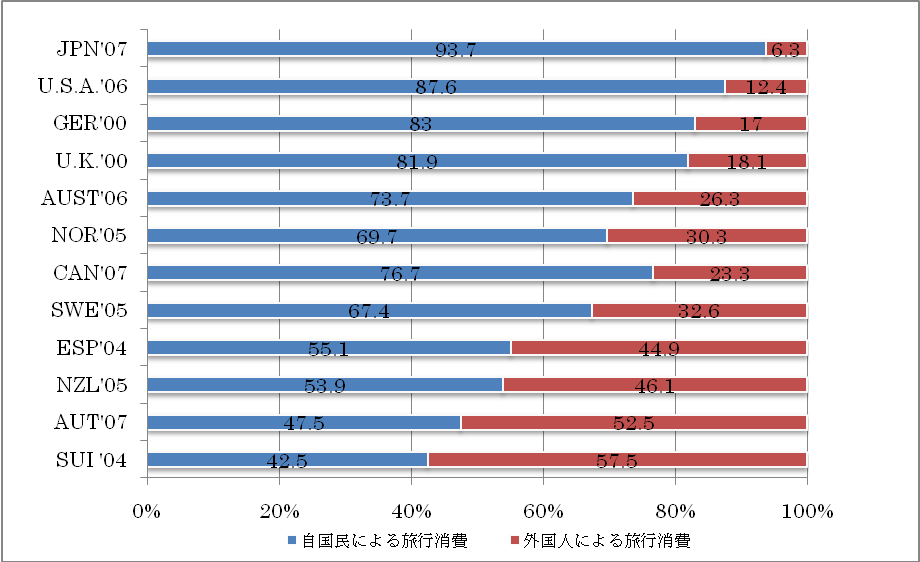 JPN'07 93.7 6.3
U.S.A.'06 87.6 12.4
GER'00 83 17
U.K.'00 81.9 18.1
AUST'06 73.7 26.3
NOR'05 69.7 30.3
CAN'07 76.7 23.3
SWE'05 67.4 32.6
ESP'04 55.1 44.9
NZL'05 53.9 46.1
AUT'07 47.5 52.5
SUI '04 42.5 57.5
0% 20% 40% 60% 80% 100%
自国民による旅行消費 外国人による旅行消費